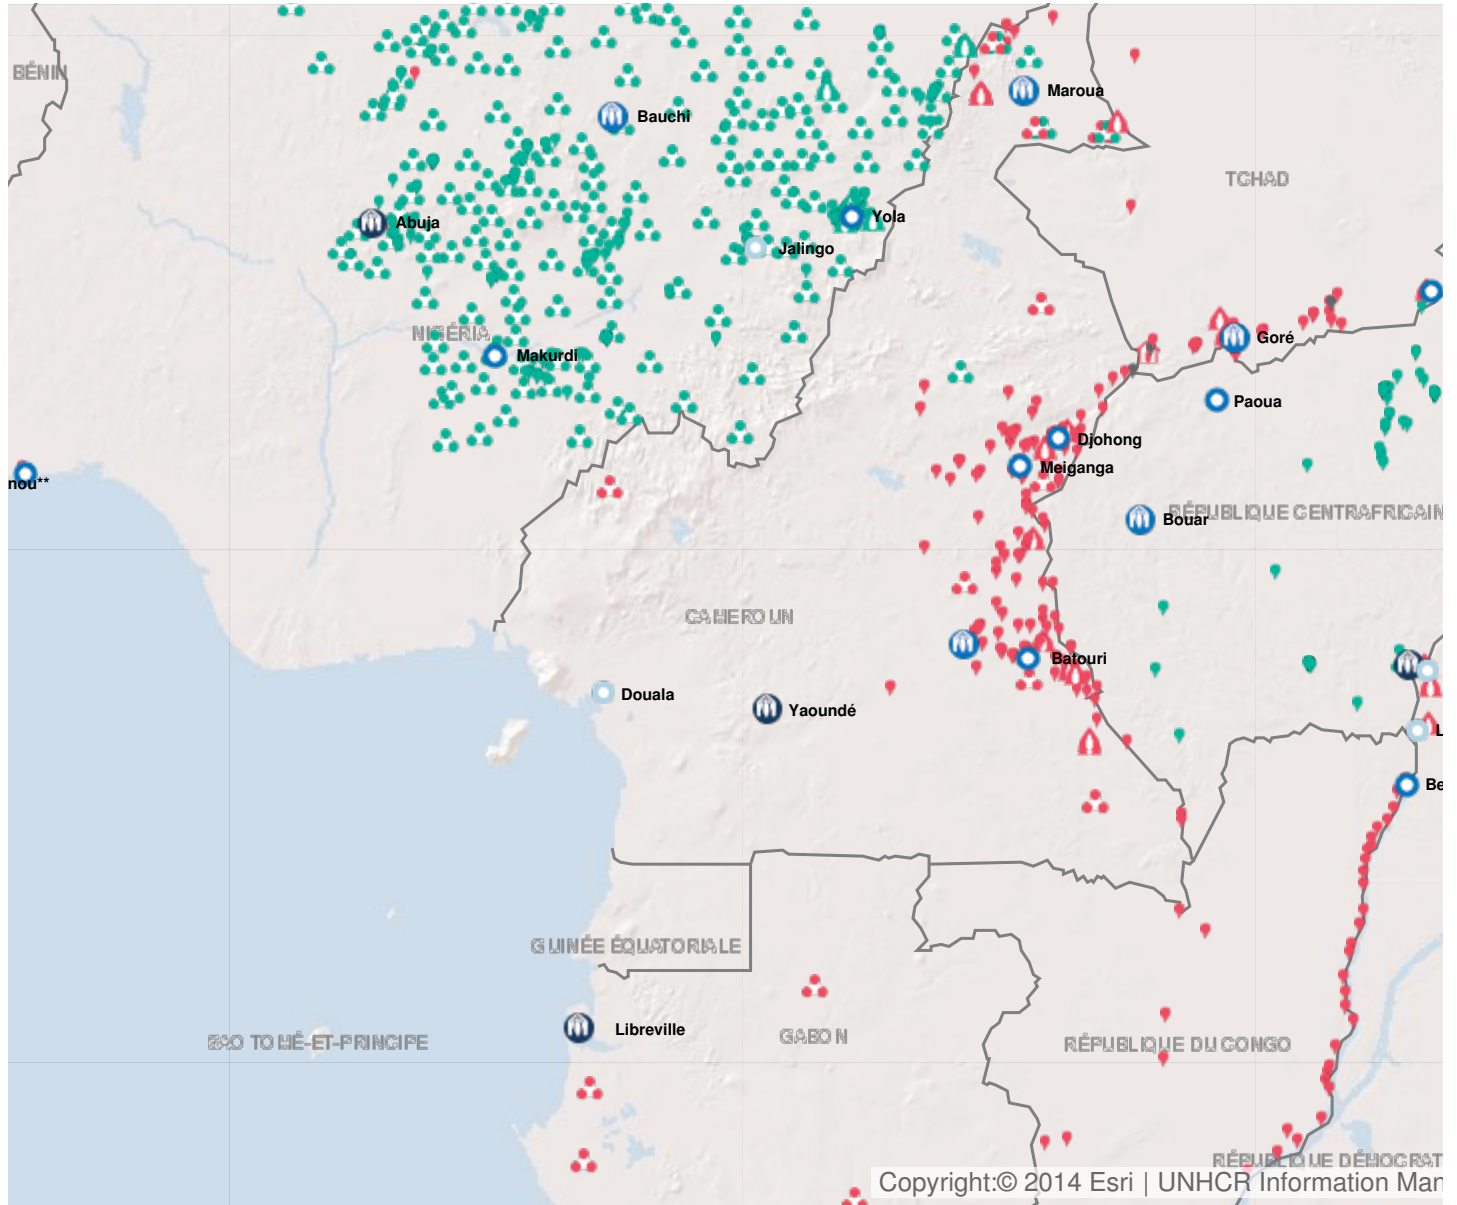 BÉNIN
Maroua
Bauchi
TCHAD
Abuja
Yola
Jalingo
NIGÉRIA
Goré
Makurdi
Paoua
Djohong
Meiganga
nou**
Bouar
RÉPUBLIQUE CENTRAFRICAIN
CAMEROUN
Batouri
Douala
Yaoundé
L
Be
GUINÉE ÉQUATORIALE
Libreville
SAO TOMÉ-ET-PRINCIPE
GABON
RÉPUBLIQUE DU CONGO
RÉPUBLIQUE DÉMOCRAT
Copyright:© 2014 Esri | UNHCR Information Man